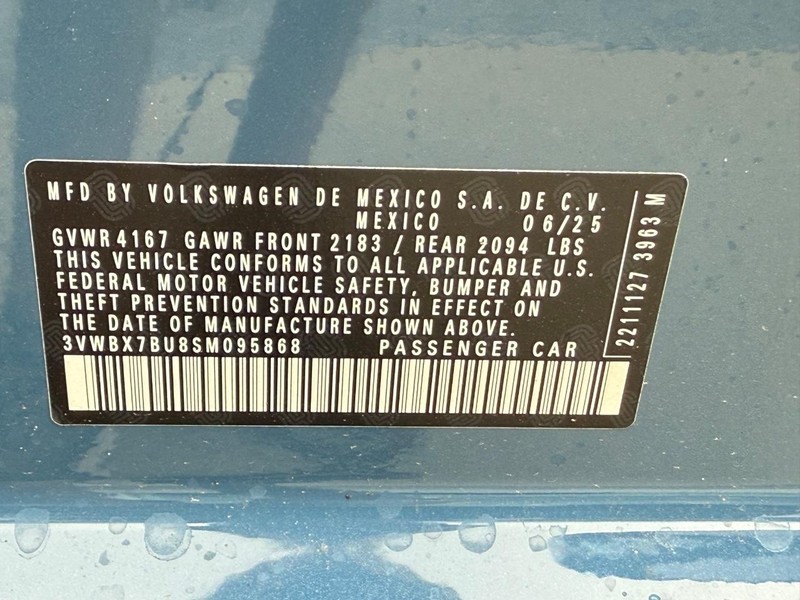 MFD BY VOLKSWAGEN DE MEXICO S.A. DE C.V.
MEXICO 06/25
GVWR 4167 GAWR FRONT 2183 / REAR 2094 LBS
THIS VEHICLE CONFORMS TO ALL APPLICABLE U.S.
FEDERAL MOTOR VEHICLE SAFETY, BUMPER AND
THEFT PREVENTION STANDARDS IN EFFECT ON
THE DATE OF MANUFACTURE SHOWN ABOVE.
3VWBX7BU8SM095868 PASSENGER CAR
2211127 3963 M